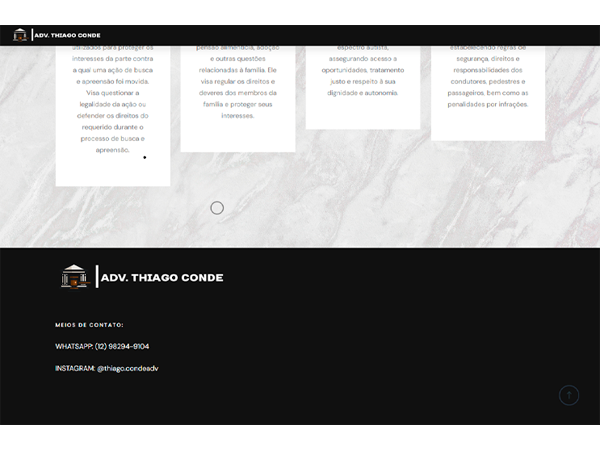 ADV. THIAGO CONDE
utilizados para proteger os
interesses da parte contra
a qual uma ação de busca
e apreensão foi movida.
Visa questionar a
legalidade da ação ou
defender os direitos do
requerido durante o
processo de busca e
apreensão.
pensão alimentícia, adoção
e outras questões
relacionadas à família. Ele
visa regular os direitos e
deveres dos membros da
família e proteger seus
interesses.
espectro autista,
assegurando acesso a
oportunidades, tratamento
justo e respeito à sua
dignidade e autonomia.
estabelecendo regras de
segurança, direitos e
responsabilidades dos
condutores, pedestres e
passageiros, bem como as
penalidades por infrações.
ADV. THIAGO CONDE
MEIOS DE CONTATO:
WHATSAPP: (12) 98294-9104
INSTAGRAM: @thiago.condeadv